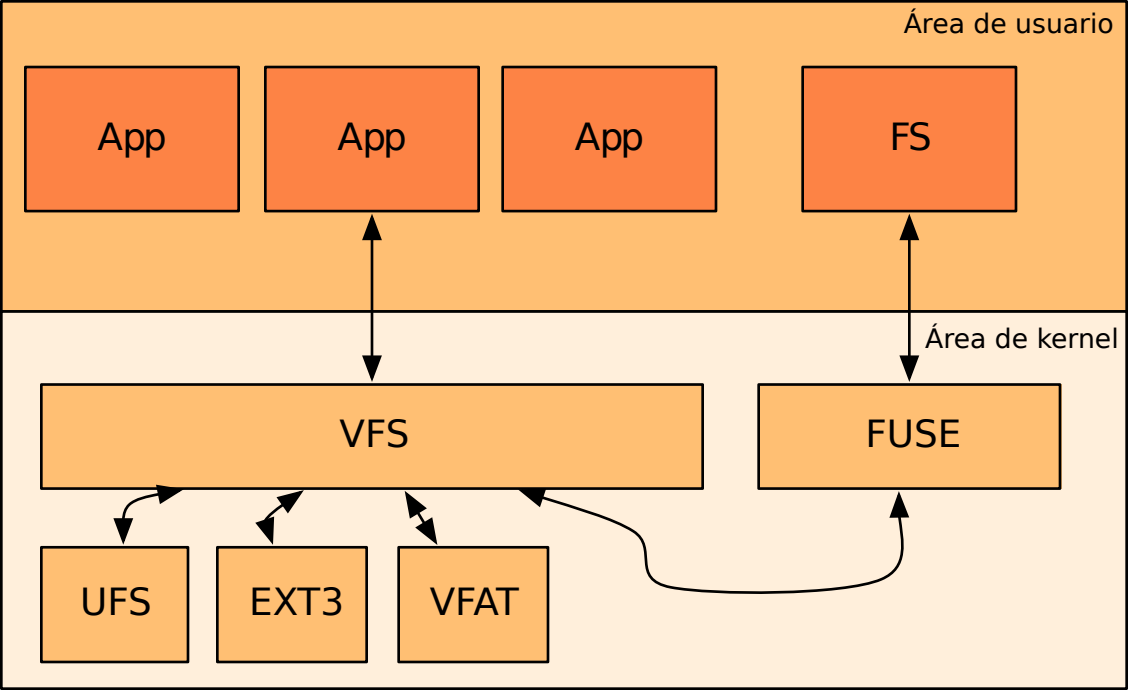 Área de usuario
App
App
App
FS
Área de kernel
VFS
FUSE
UFS
EXT3
VFAT